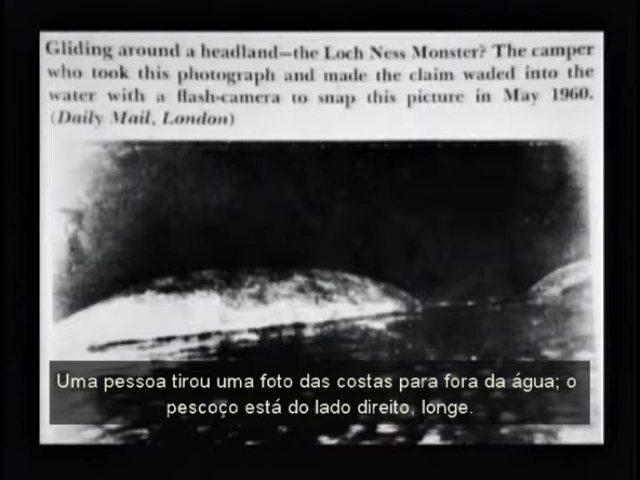 Gliding around a headland—the Loch Ness Monster? The camper
who took this photograph and made the claim waded into the
water with a flash-camera to snap this picture in May 1960.
(Daily Mail, London)
Uma pessoa tirou uma foto das costas para fora da água; o
pescoço está do lado direito, longe.